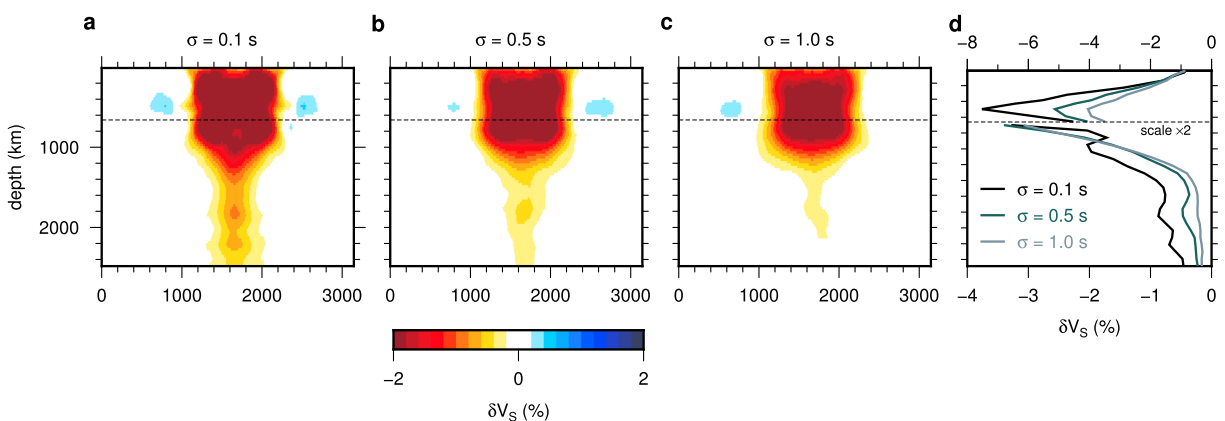 a
σ = 0.1 s
b
σ = 0.5 s
c
σ = 1.0 s
d
−8 −6 −4 −2 0
depth (km)
1000
2000
scale ×2
σ = 0.1 s
σ = 0.5 s
σ = 1.0 s
0 1000 2000 3000
0 1000 2000 3000
0 1000 2000 3000
−4 −3 −2 −1 0
δVS (%)
−2 0 2
δVS (%)